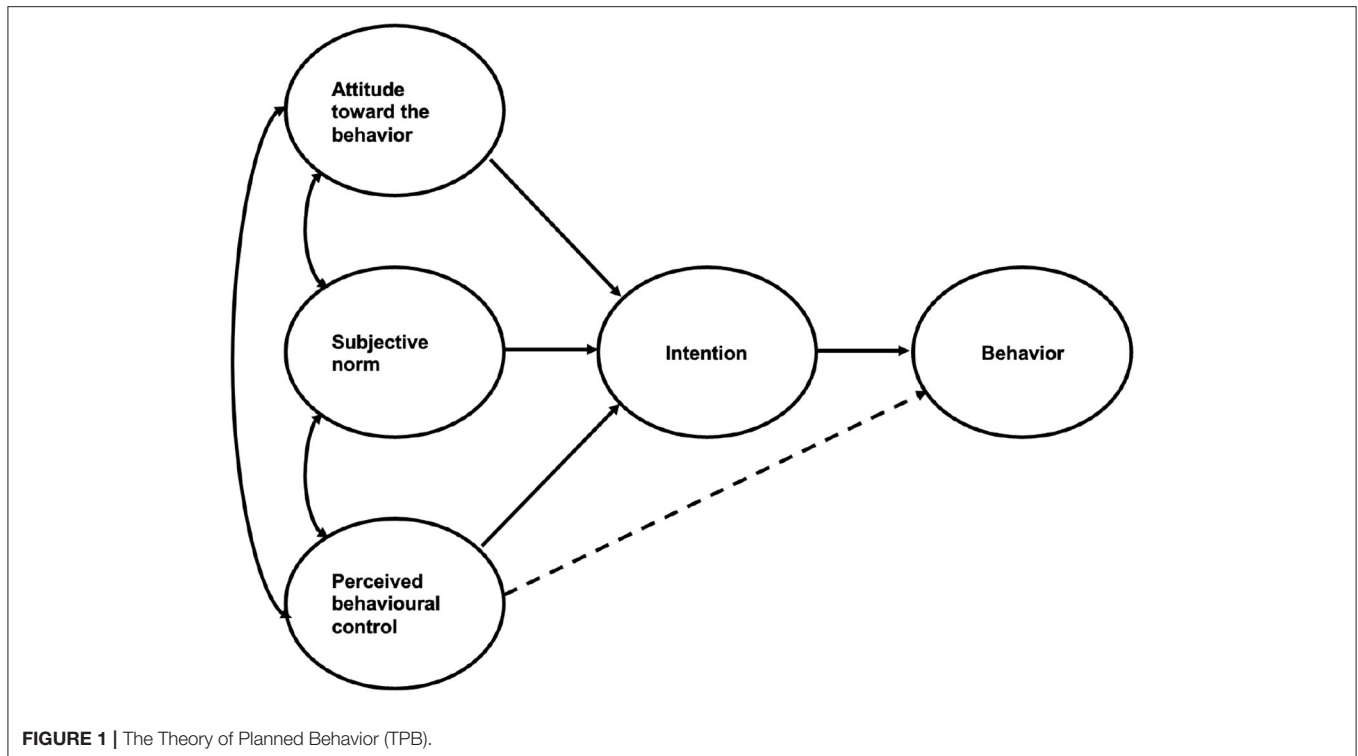 Attitude
toward the
behavior
Subjective
norm
Intention
Behavior
Perceived
behavioural
control
FIGURE 1 | The Theory of Planned Behavior (TPB).